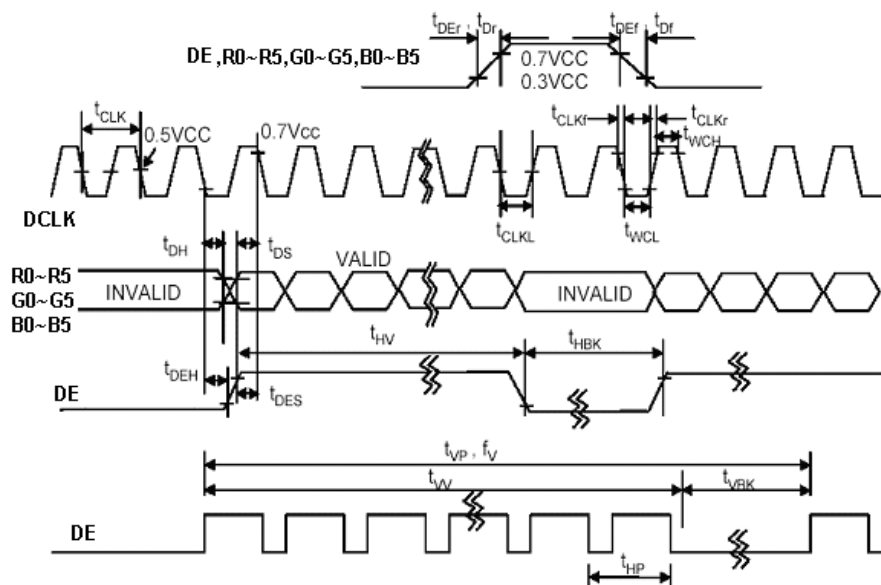 tDEr , tDr
tDEf , tDf
DE ,R0~R5,G0~G5,B0~B5
0.7VCC
0.3VCC
tCLK
0.5VCC
0.7Vcc
tCLKf
tCLKr
tWCH
DCLK
tDH
tDS
tCLKL
tWCL
VALID
R0~R5
G0~G5
B0~B5
INVALID
INVALID
tHV
tHBK
tDEH
tDES
DE
tVP , fV
tVV
tVBK
DE
tHP